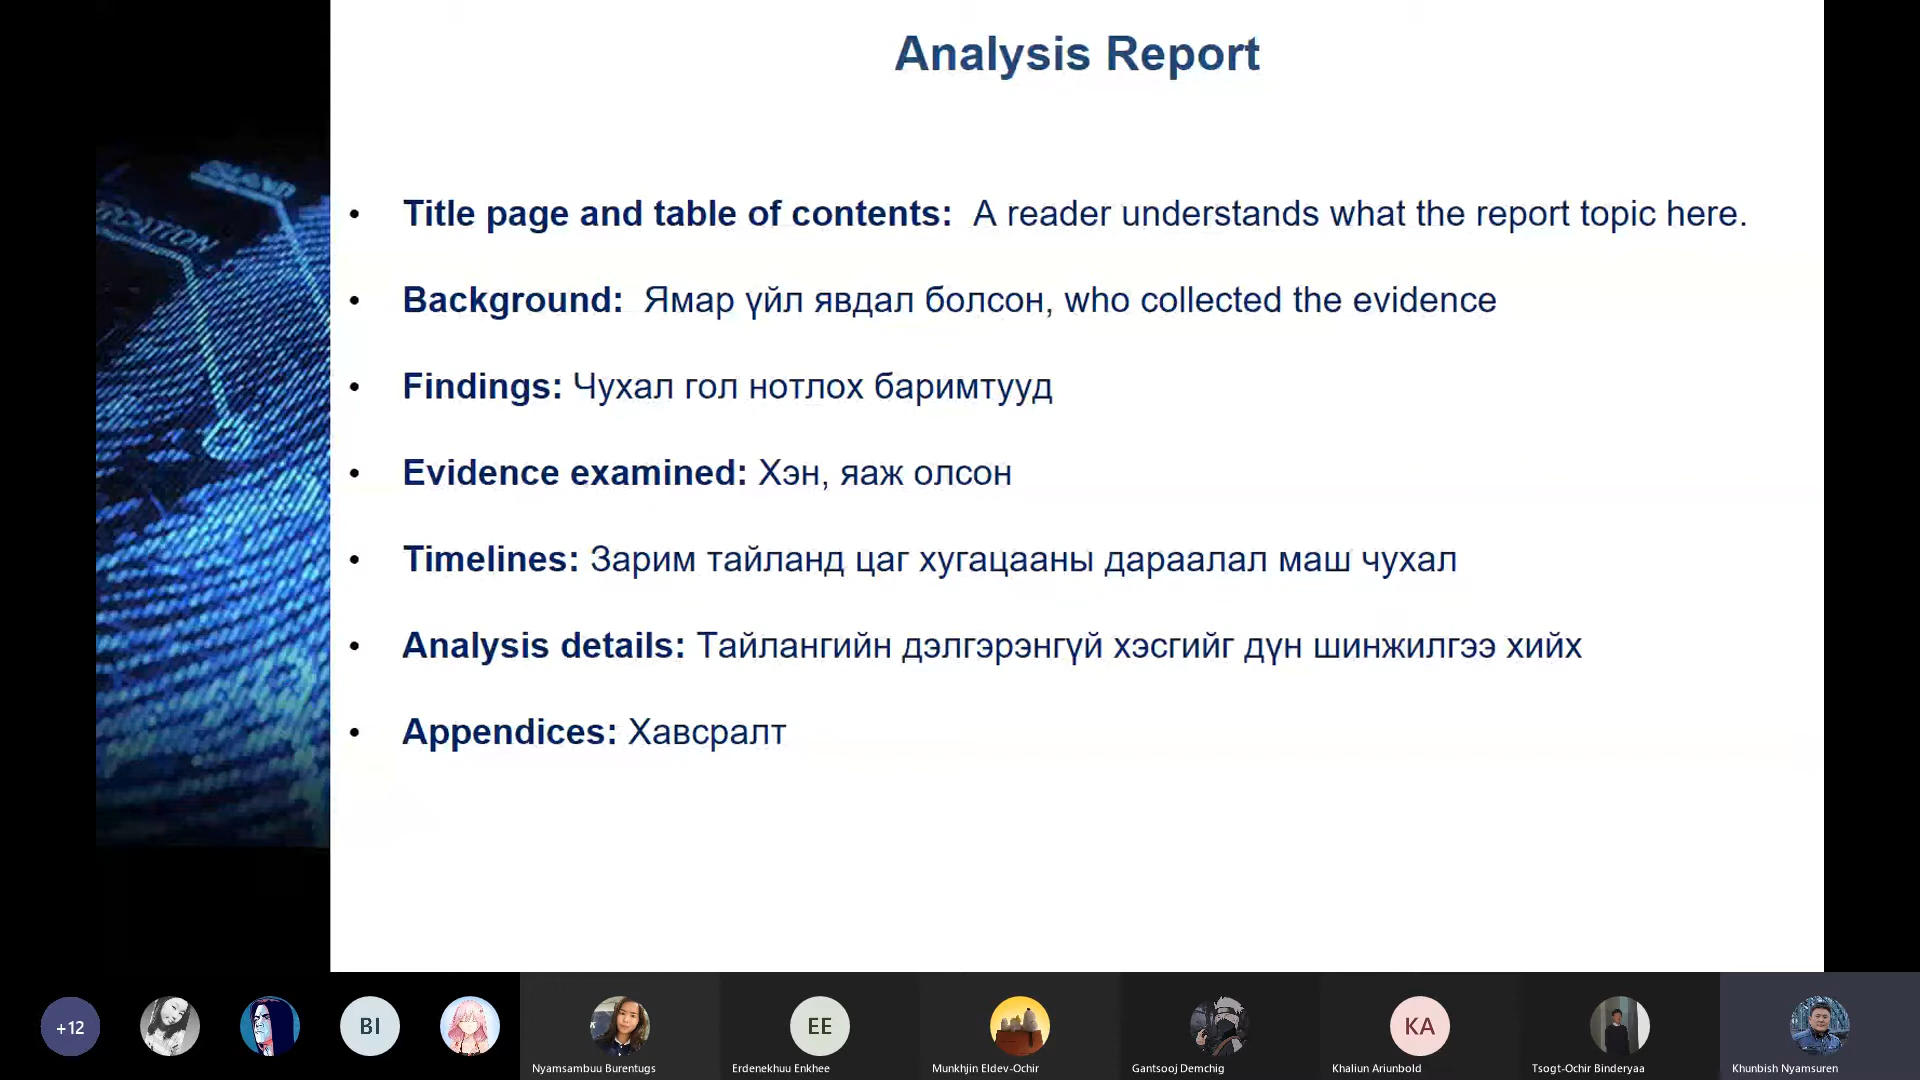 Analysis Report
• Title page and table of contents: A reader understands what the report topic here.
• Background: Ямар үйл явдал болсон, who collected the evidence
• Findings: Чухал гол нотлох баримтууд
• Evidence examined: Хэн, яаж олсон
• Timelines: Зарим тайланд цаг хугацааны дараалал маш чухал
• Analysis details: Тайлангийн дэлгэрэнгүй хэсгийг дүн шинжилгээ хийх
• Appendices: Хавсралт
+12
BI
EE
KA
Nyamsambuu Burentugs
Erdenekhuu Enkhee
Munkhjin Eldev-Ochir
Gantsooj Demchig
Khaliun Ariunbold
Tsogt-Ochir Binderyaa
Khunbish Nyamsuren